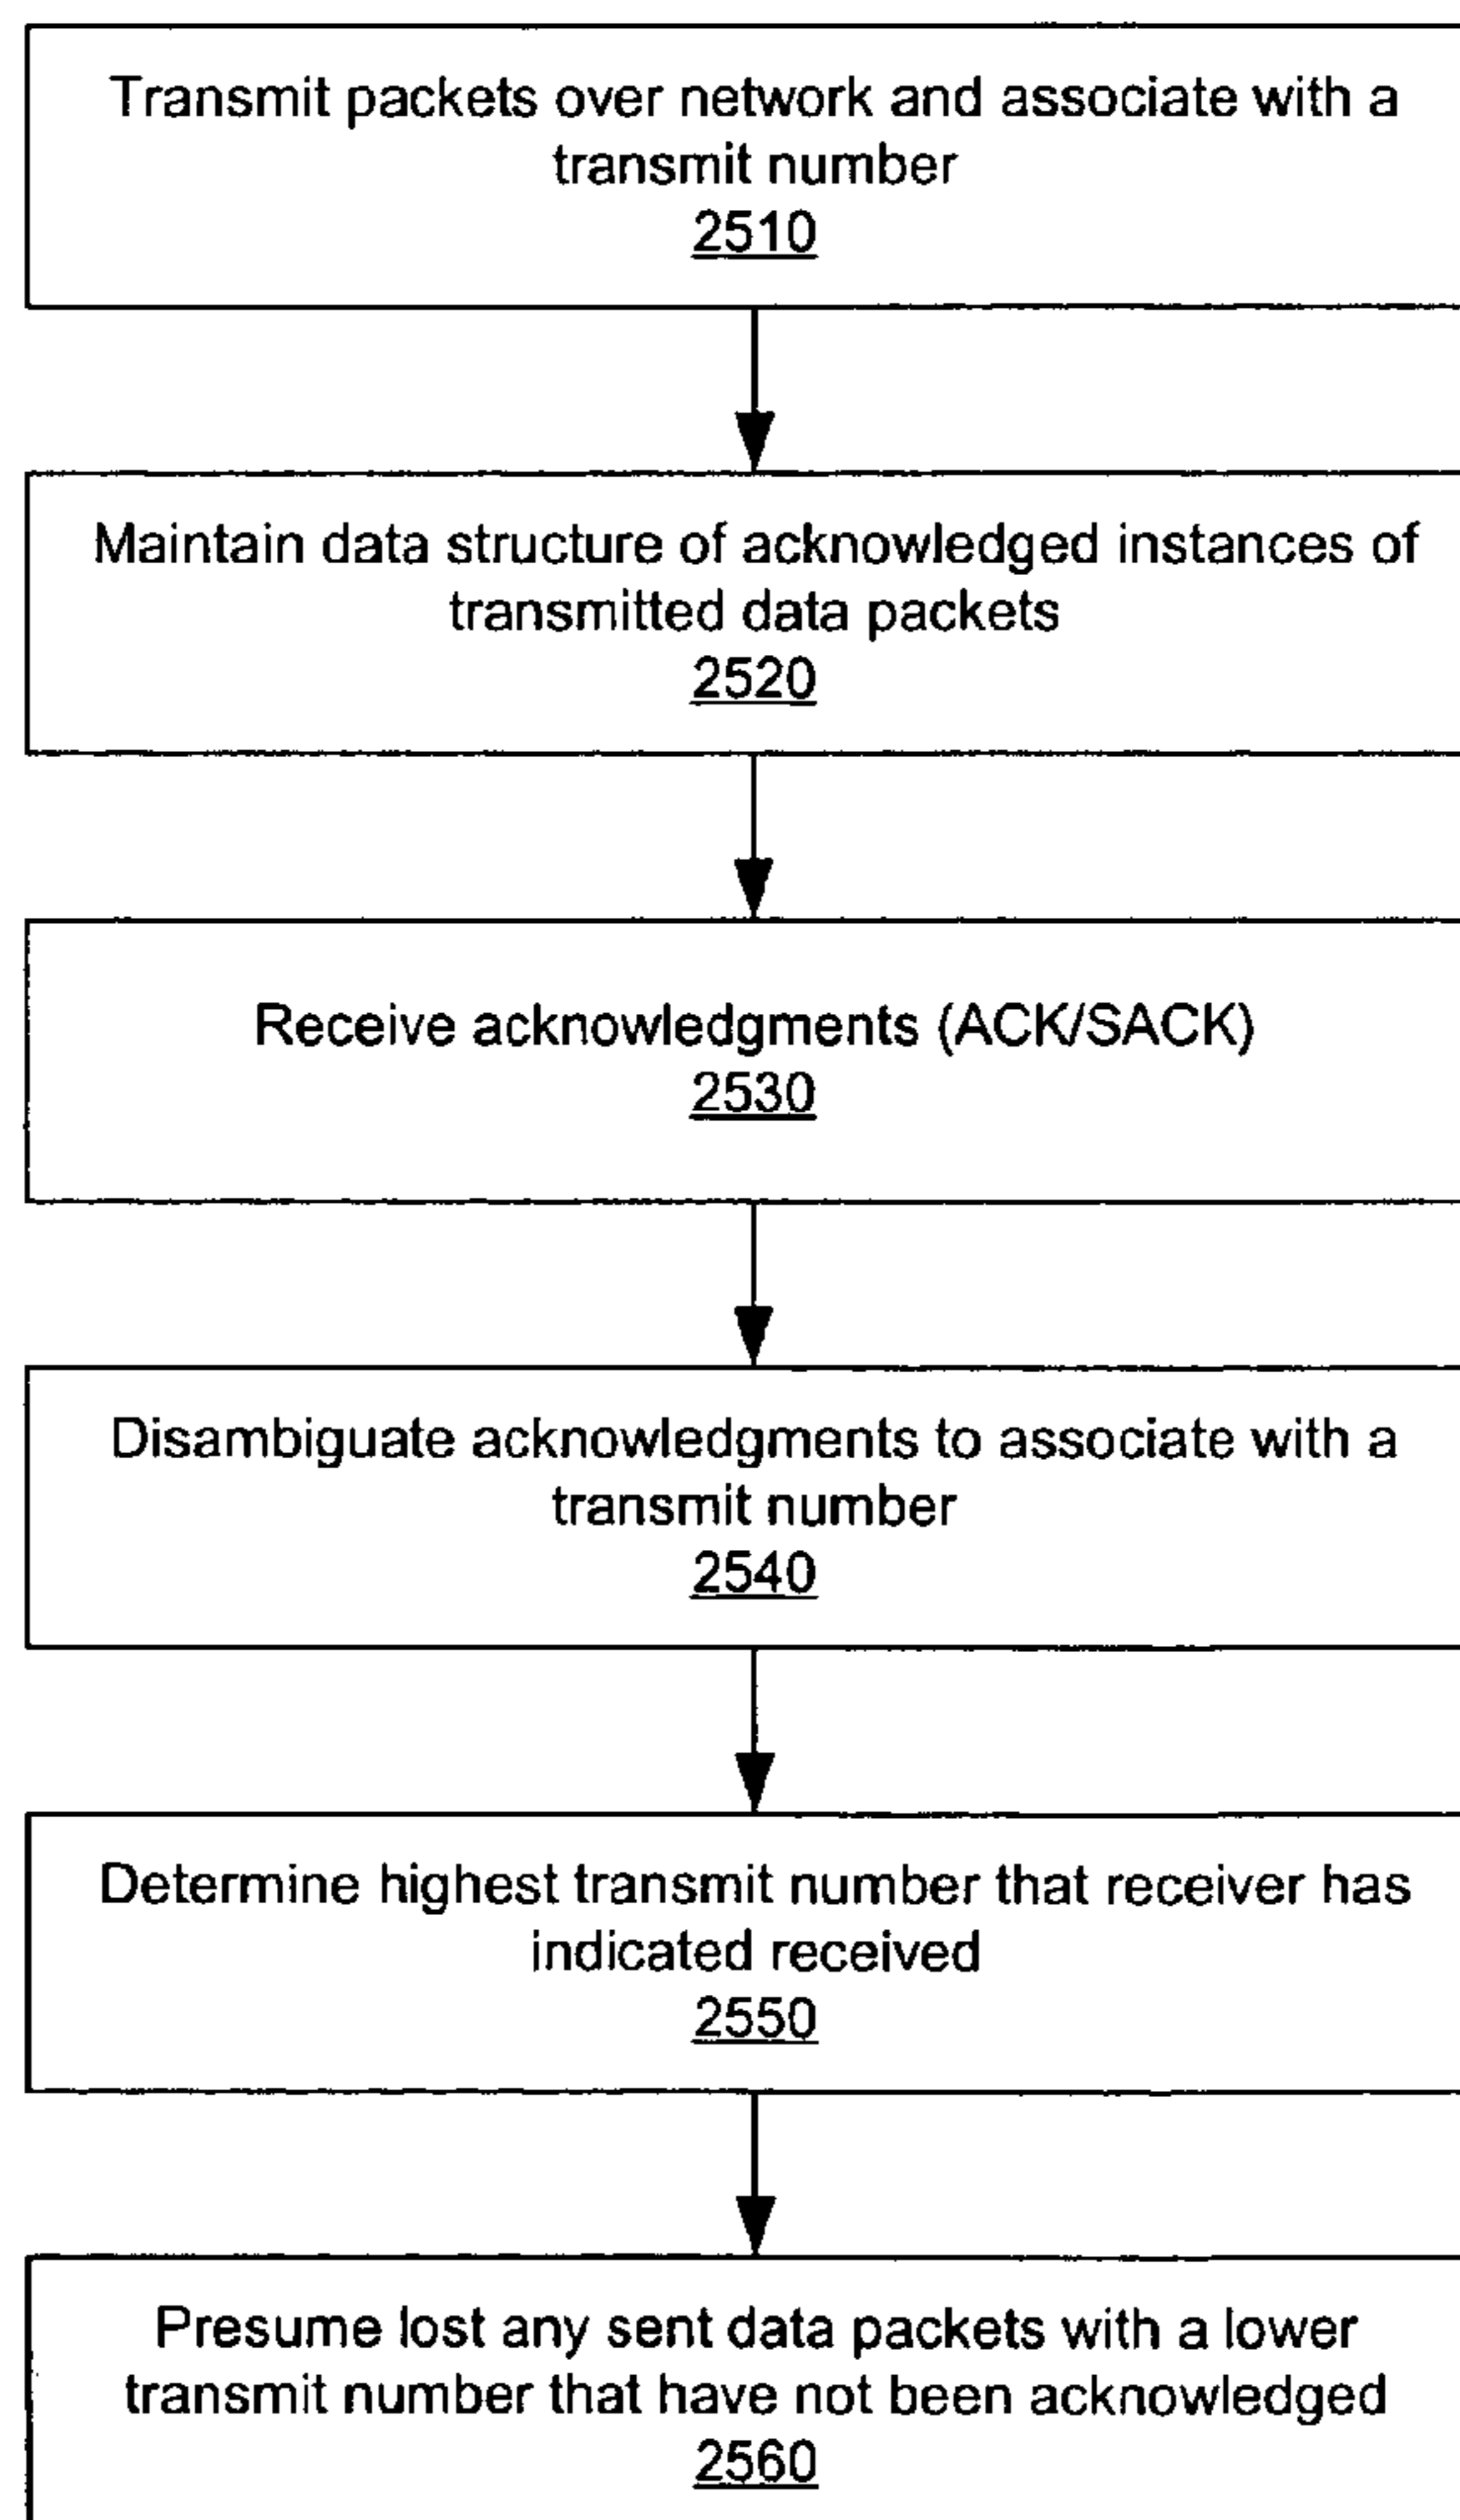 Transmit packets over network and associate with a
transmit number
2510
Maintain data structure of acknowledged instances of
transmitted data packets
2520
Receive acknowledgments (ACK/SACK)
2530
Disambiguate acknowledgments to associate with a
transmit number
2540
Determine highest transmit number that receiver has
indicated received
2550
Presume lost any sent data packets with a lower
transmit number that have not been acknowledged
2560